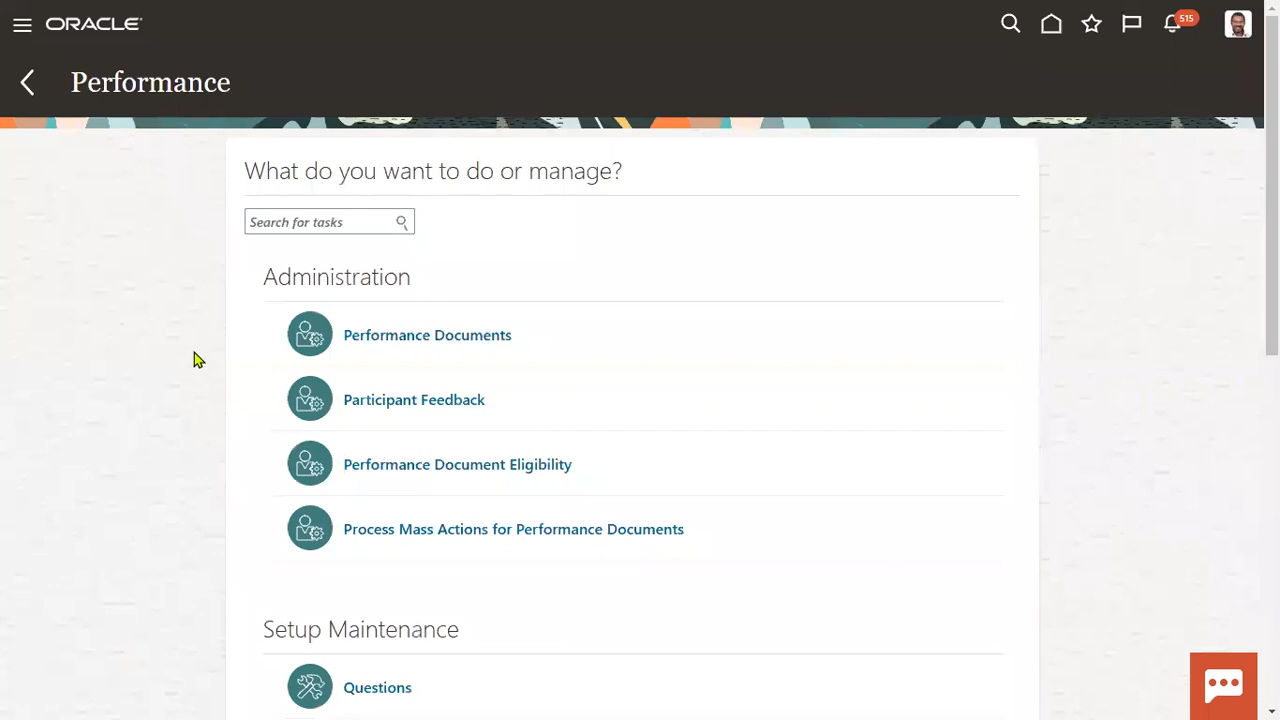 ORACLE
515
Performance
What do you want to do or manage?
Search for tasks
Administration
Performance Documents
Participant Feedback
Performance Document Eligibility
Process Mass Actions for Performance Documents
Setup Maintenance
Questions